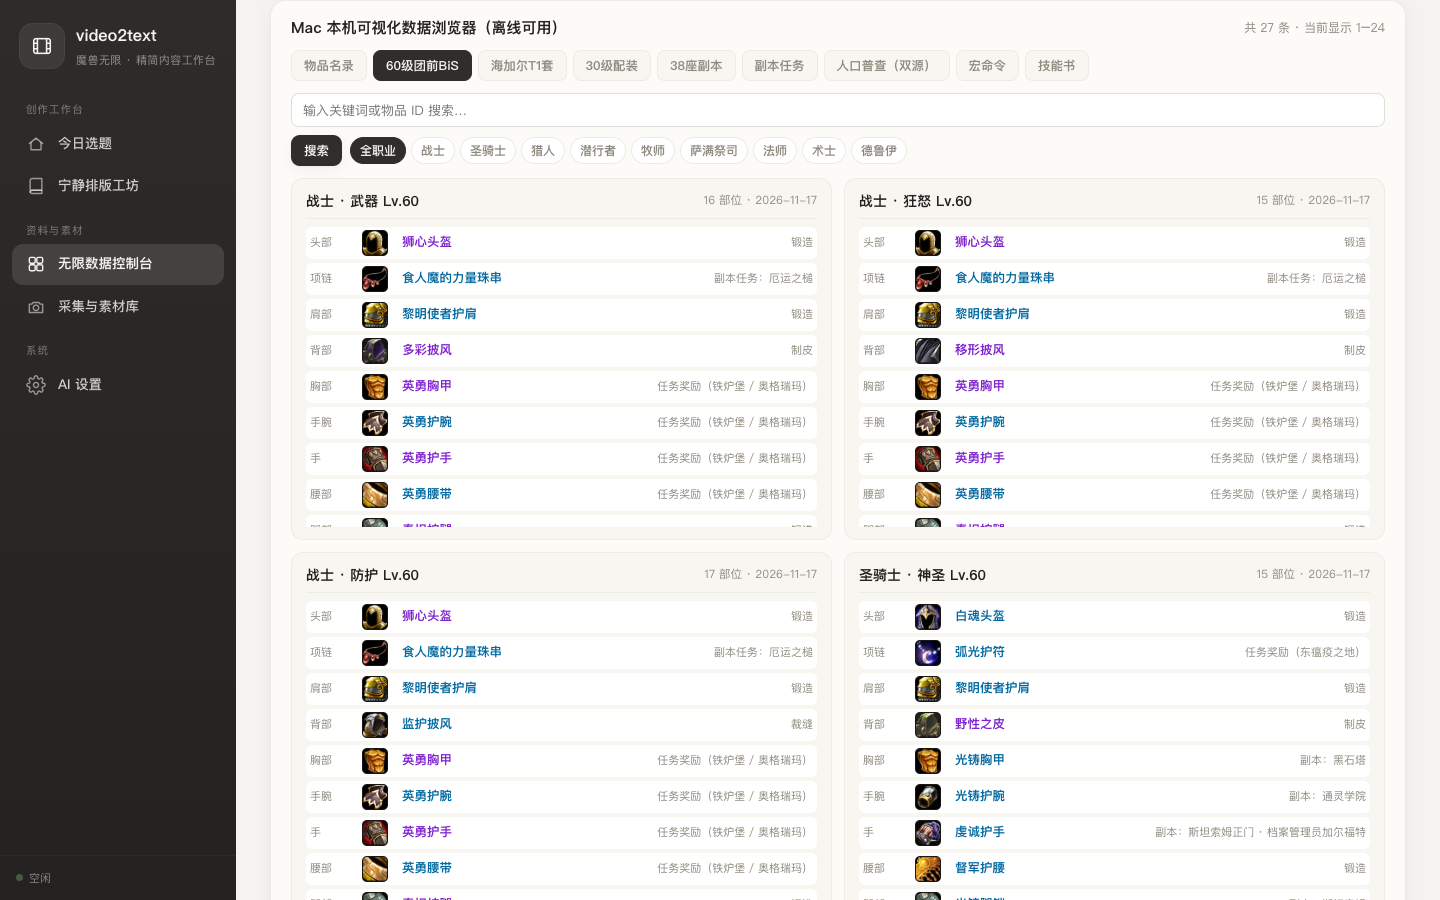 video2text
魔兽无限 · 精简内容工作台
创作工作台
今日选题
宁静排版工坊
资料与素材
无限数据控制台
采集与素材库
系统
AI 设置
空闲
Mac 本机可视化数据浏览器（离线可用）
共 27 条 · 当前显示 1–24
物品名录 60级团前BiS 海加尔T1套 30级配装 38座副本 副本任务 人口普查（双源） 宏命令 技能书
输入关键词或物品 ID 搜索…
搜索 全职业 战士 圣骑士 猎人 潜行者 牧师 萨满祭司 法师 术士 德鲁伊
战士 · 武器 Lv.60 16 部位 · 2026-11-17
头部 狮心头盔 锻造
项链 食人魔的力量珠串 副本任务：厄运之槌
肩部 黎明使者护肩 锻造
背部 多彩披风 制皮
胸部 英勇胸甲 任务奖励（铁炉堡 / 奥格瑞玛）
手腕 英勇护腕 任务奖励（铁炉堡 / 奥格瑞玛）
手 英勇护手 任务奖励（铁炉堡 / 奥格瑞玛）
腰部 英勇腰带 任务奖励（铁炉堡 / 奥格瑞玛）
战士 · 狂怒 Lv.60 15 部位 · 2026-11-17
头部 狮心头盔 锻造
项链 食人魔的力量珠串 副本任务：厄运之槌
肩部 黎明使者护肩 锻造
背部 移形披风 制皮
胸部 英勇胸甲 任务奖励（铁炉堡 / 奥格瑞玛）
手腕 英勇护腕 任务奖励（铁炉堡 / 奥格瑞玛）
手 英勇护手 任务奖励（铁炉堡 / 奥格瑞玛）
腰部 英勇腰带 任务奖励（铁炉堡 / 奥格瑞玛）
战士 · 防护 Lv.60 17 部位 · 2026-11-17
头部 狮心头盔 锻造
项链 食人魔的力量珠串 副本任务：厄运之槌
肩部 黎明使者护肩 锻造
背部 监护披风 裁缝
胸部 英勇胸甲 任务奖励（铁炉堡 / 奥格瑞玛）
手腕 英勇护腕 任务奖励（铁炉堡 / 奥格瑞玛）
手 英勇护手 任务奖励（铁炉堡 / 奥格瑞玛）
腰部 英勇腰带 任务奖励（铁炉堡 / 奥格瑞玛）
圣骑士 · 神圣 Lv.60 15 部位 · 2026-11-17
头部 白魂头盔 锻造
项链 弧光护符 任务奖励（东瘟疫之地）
肩部 黎明使者护肩 锻造
背部 野性之皮 制皮
胸部 光铸胸甲 副本：黑石塔
手腕 光铸护腕 副本：通灵学院
手 虔诚护手 副本：斯坦索姆正门 · 档案管理员加尔福特
腰部 督军护腰 锻造